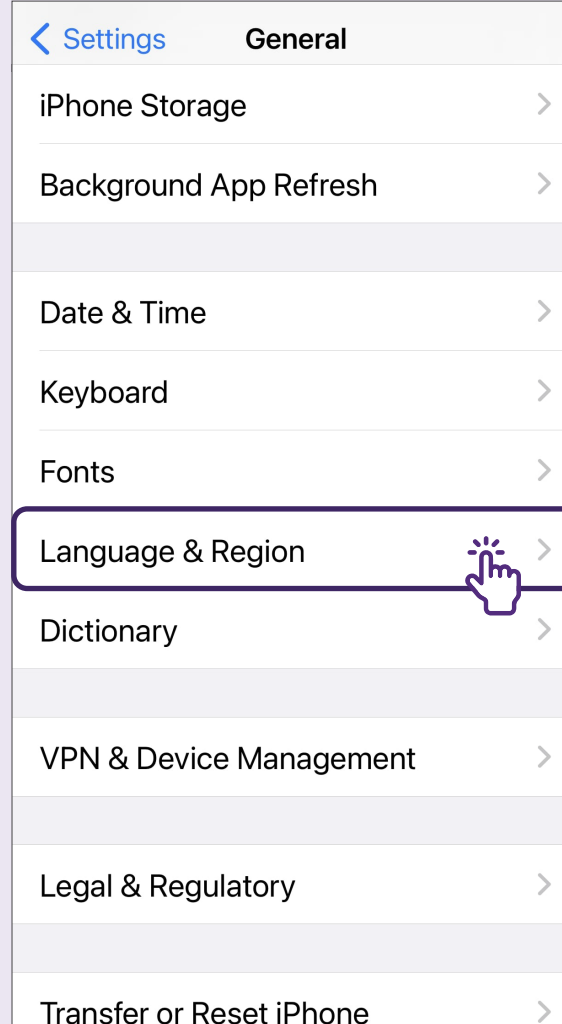 Settings
General
iPhone Storage
Background App Refresh
Date & Time
Keyboard
Fonts
Language & Region
Dictionary
VPN & Device Management
Legal & Regulatory
Transfer or Reset iPhone